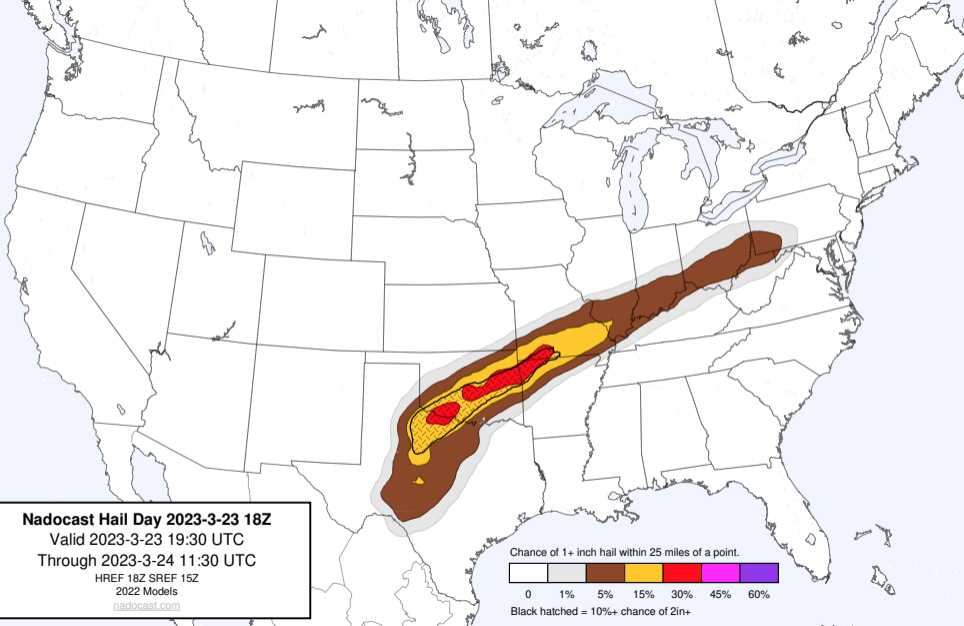 Nadocast Hail Day 2023-3-23 18Z
Valid 2023-3-23 19:30 UTC
Through 2023-3-24 11:30 UTC
HREF 18Z SREF 15Z
2022 Models
nadocast.com
Chance of 1+ inch hail within 25 miles of a point.
0 1% 5% 15% 30% 45% 60%
Black hatched = 10%+ chance of 2in+